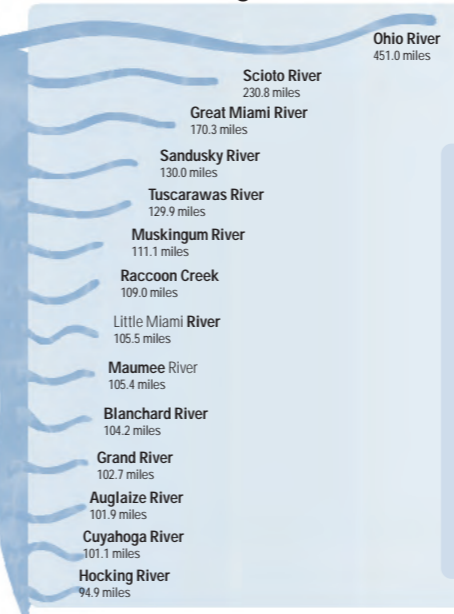 Ohio River
451.0 miles
Scioto River
230.8 miles
Great Miami River
170.3 miles
Sandusky River
130.0 miles
Tuscarawas River
129.9 miles
Muskingum River
111.1 miles
Raccoon Creek
109.0 miles
Little Miami River
105.5 miles
Maumee River
105.4 miles
Blanchard River
104.2 miles
Grand River
102.7 miles
Auglaize River
101.9 miles
Cuyahoga River
101.1 miles
Hocking River
94.9 miles